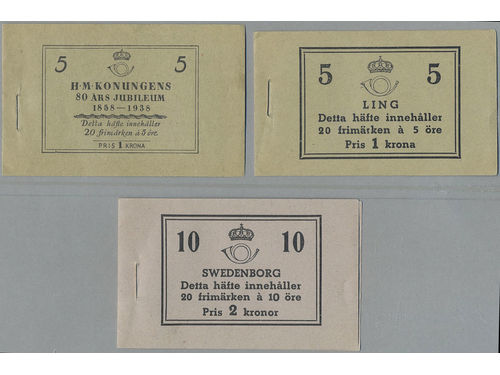 5 5
H·M·KONUNGENS
80 ÅRS JUBILEUM
1858–1938
Detta häfte innehåller
20 frimärken à 5 öre.
PRIS 1 KRONA
5 5
LING
Detta häfte innehåller
20 frimärken à 5 öre
Pris 1 krona
10 10
SWEDENBORG
Detta häfte innehåller
20 frimärken à 10 öre
Pris 2 kronor